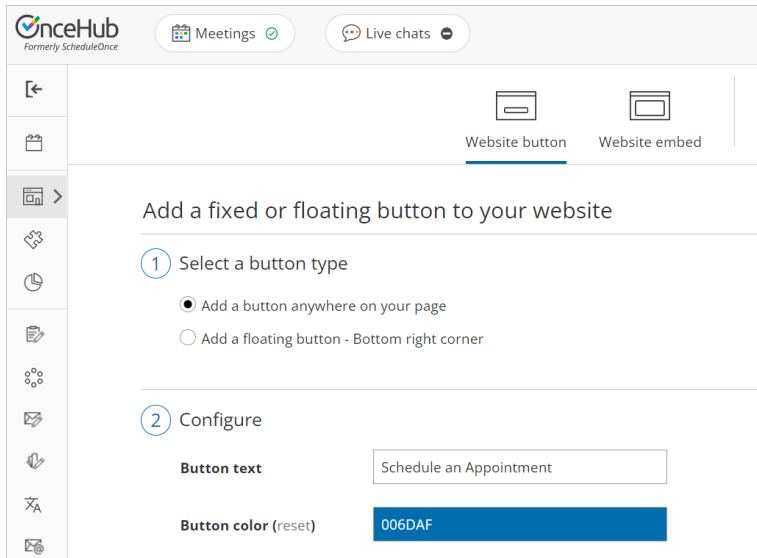 OnceHub
Formerly ScheduleOnce
Meetings
Live chats
Website button
Website embed
Add a fixed or floating button to your website
1 Select a button type
Add a button anywhere on your page
Add a floating button - Bottom right corner
2 Configure
Button text
Schedule an Appointment
Button color (reset)
006DAF